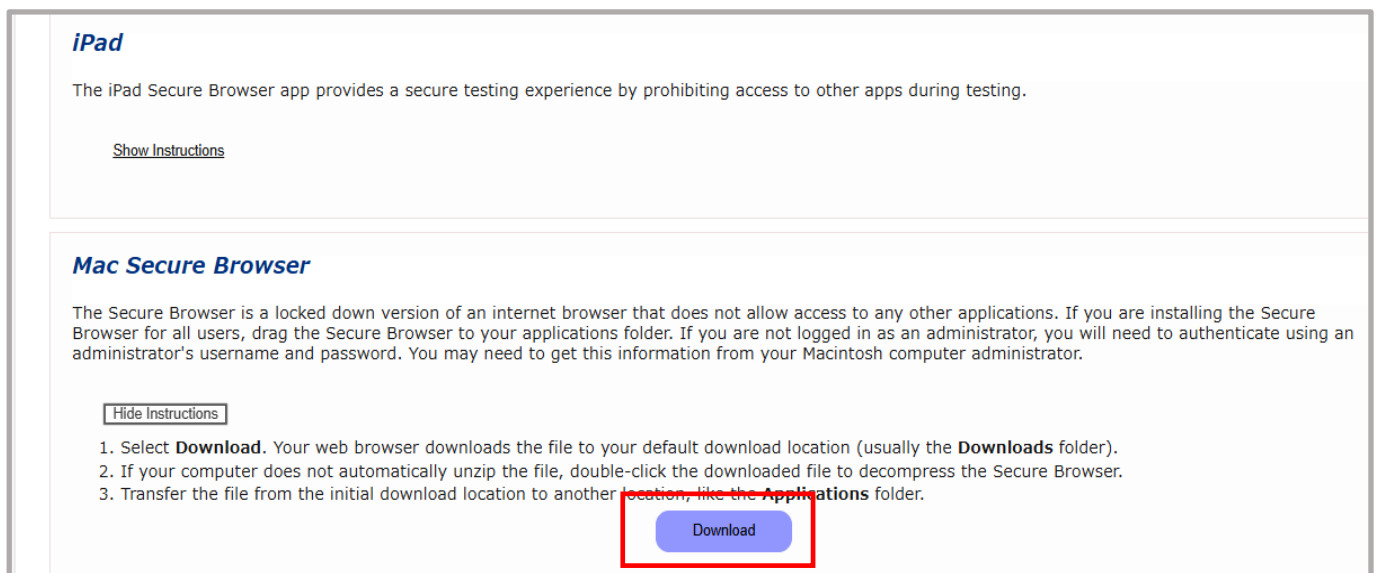 iPad
The iPad Secure Browser app provides a secure testing experience by prohibiting access to other apps during testing.
Show Instructions
Mac Secure Browser
The Secure Browser is a locked down version of an internet browser that does not allow access to any other applications. If you are installing the Secure
Browser for all users, drag the Secure Browser to your applications folder. If you are not logged in as an administrator, you will need to authenticate using an
administrator's username and password. You may need to get this information from your Macintosh computer administrator.
Hide Instructions
1. Select Download. Your web browser downloads the file to your default download location (usually the Downloads folder).
2. If your computer does not automatically unzip the file, double-click the downloaded file to decompress the Secure Browser.
3. Transfer the file from the initial download location to another location, like the Applications folder.
Download